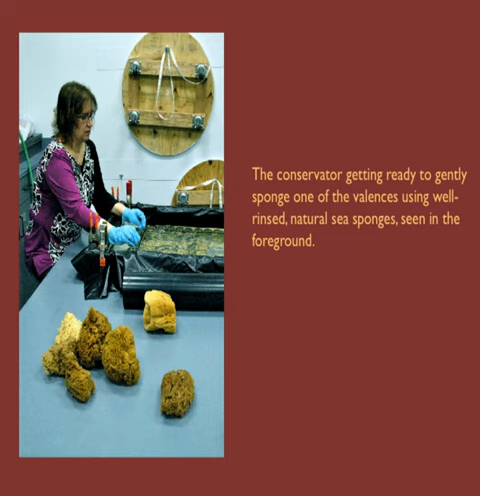 The conservator getting ready to gently
sponge one of the valences using well-
rinsed, natural sea sponges, seen in the
foreground.